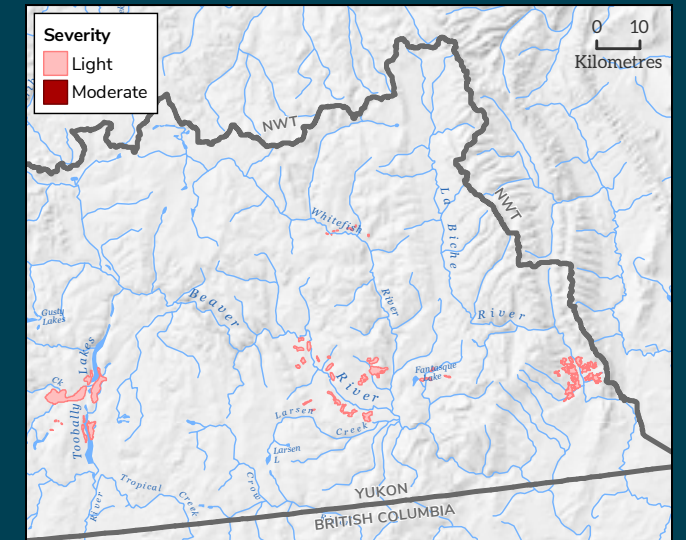 Severity
Light
Moderate
0 10
Kilometres
NWT
NWT
La Biche
River
Whitefish
River
Beaver
River
Gusty
Lakes
Toobally Lakes
Ck
Fantasque
Lake
Larsen
Creek
Larsen
L
Crow
Tropical
Creek
River
YUKON
BRITISH COLUMBIA